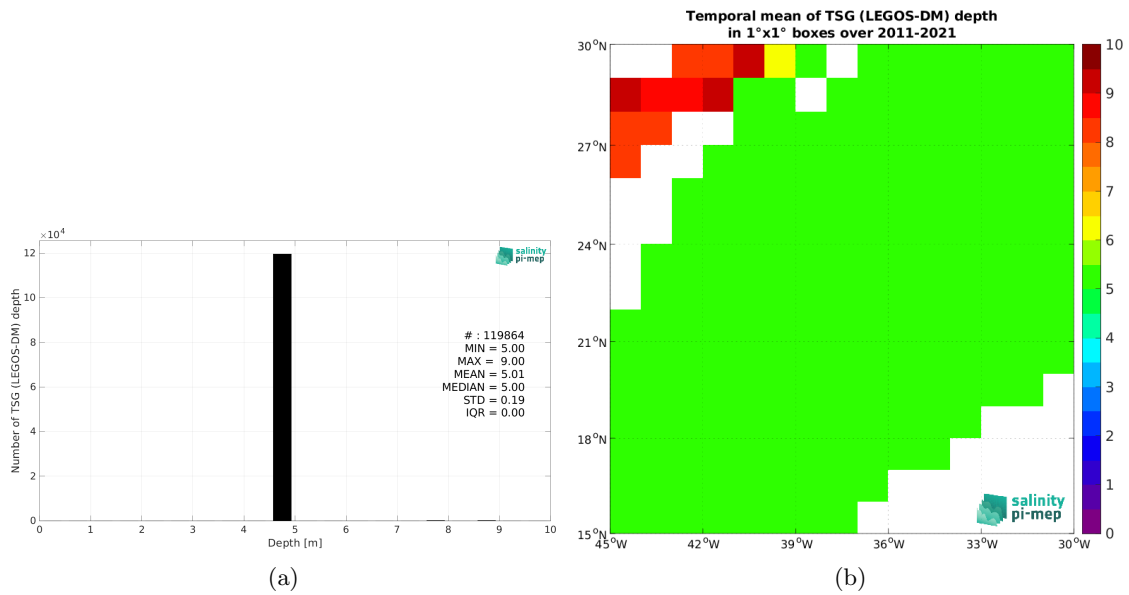 ×10⁴
12
10
8
6
4
2
0
Number of TSG (LEGOS-DM) depth
salinity
pi-mep
# : 119864
MIN = 5.00
MAX = 9.00
MEAN = 5.01
MEDIAN = 5.00
STD = 0.19
IQR = 0.00
0 1 2 3 4 5 6 7 8 9 10
Depth [m]
(a)
Temporal mean of TSG (LEGOS-DM) depth
in 1°x1° boxes over 2011-2021
30°N
27°N
24°N
21°N
18°N
15°N
45°W 42°W 39°W 36°W 33°W 30°W
salinity
pi-mep
10
9
8
7
6
5
4
3
2
1
0
(b)